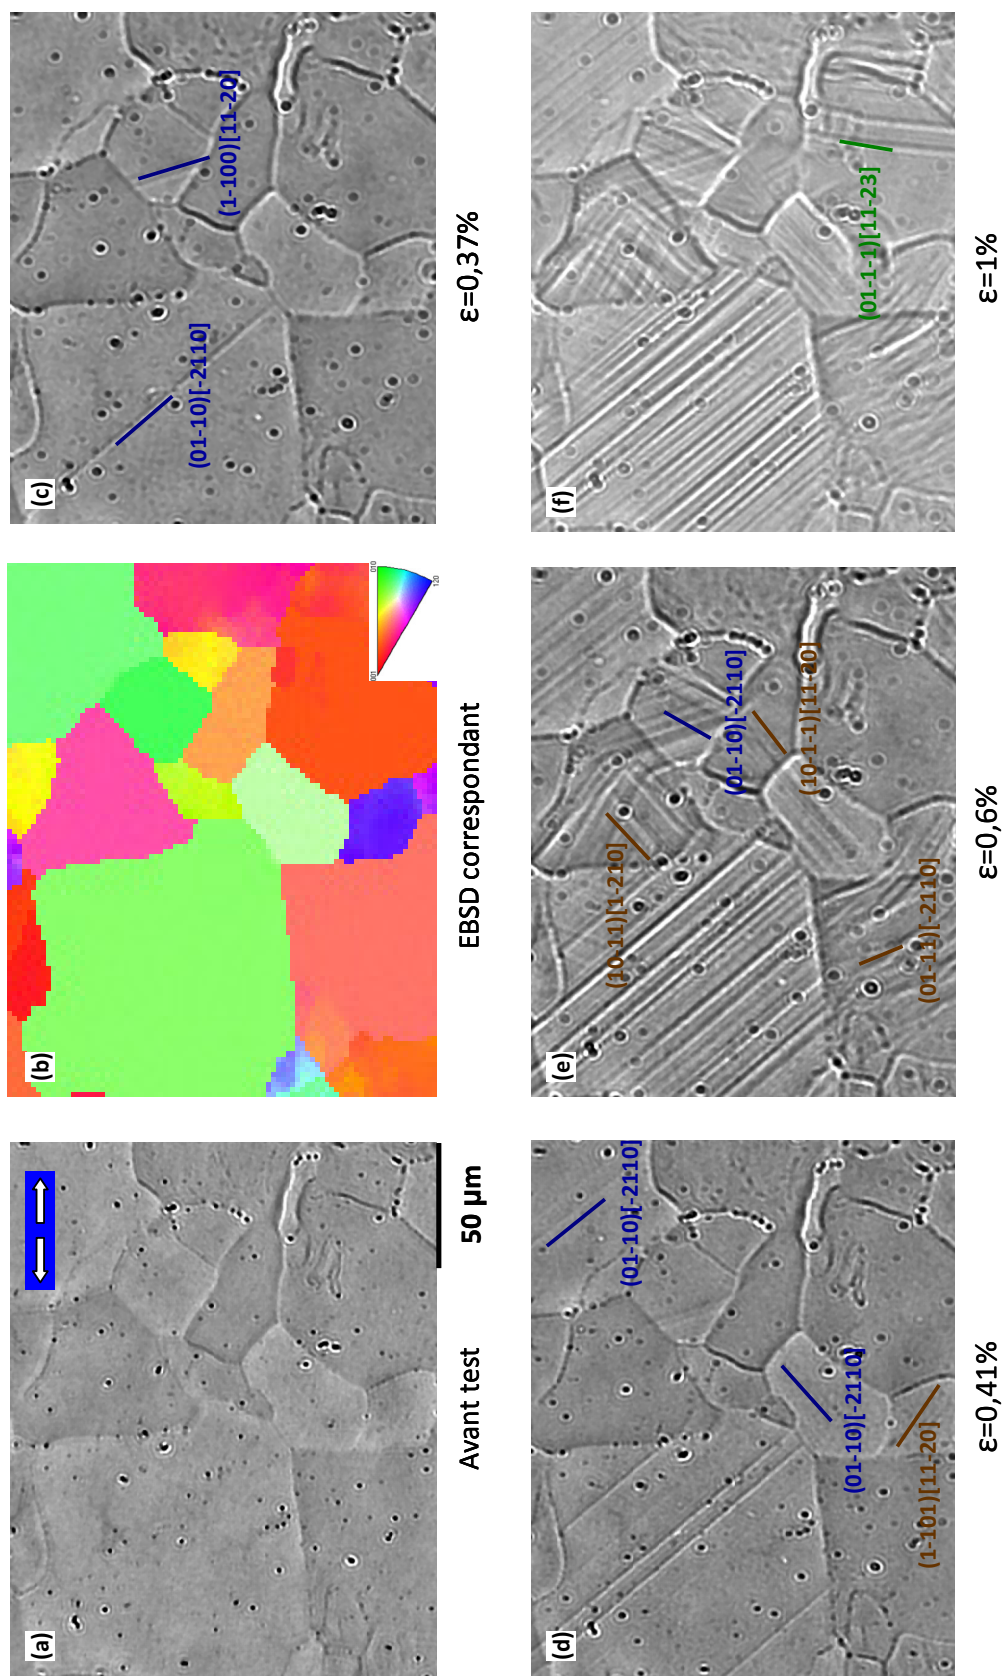 (a)
50 µm
Avant test
(b)
001
010
120
EBSD correspondant
(c)
(01-10)[-2110]
(1-100)[11-20]
ε=0,37%
(d)
(01-10)[-2110]
(01-10)[-2110]
(1-101)[11-20]
ε=0,41%
(e)
(10-11)[1-210]
(01-10)[-2110]
(10-1-1)[11-20]
(01-11)[-2110]
ε=0,6%
(f)
(01-1-1)[11-23]
ε=1%